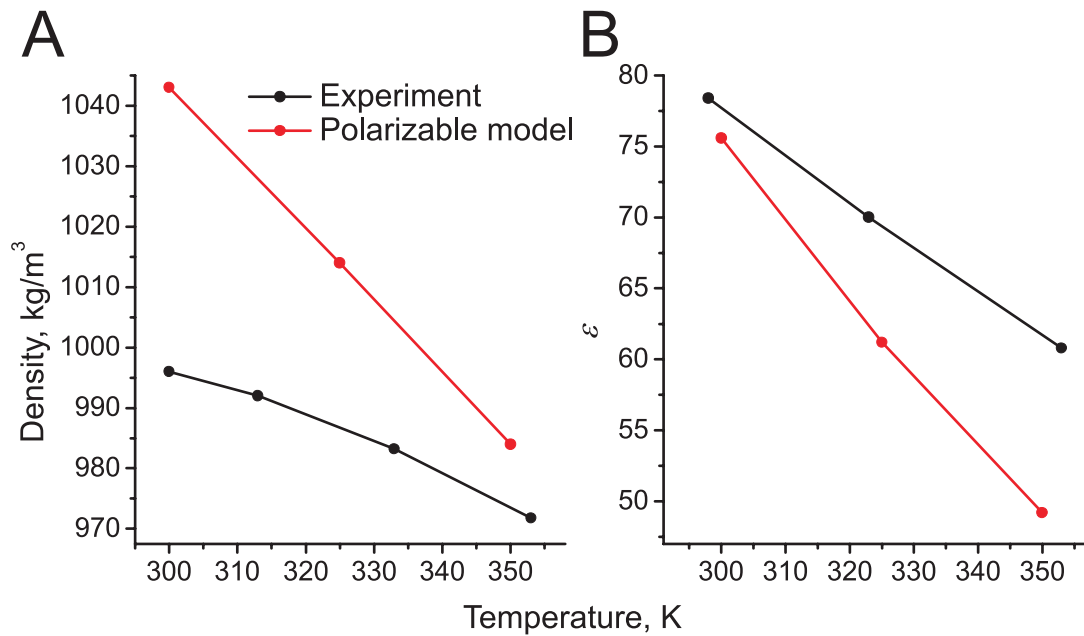 A
B
Experiment
Polarizable model
Density, kg/m³
1040
1030
1020
1010
1000
990
980
970
300 310 320 330 340 350
ε
80
75
70
65
60
55
50
300 310 320 330 340 350
Temperature, K